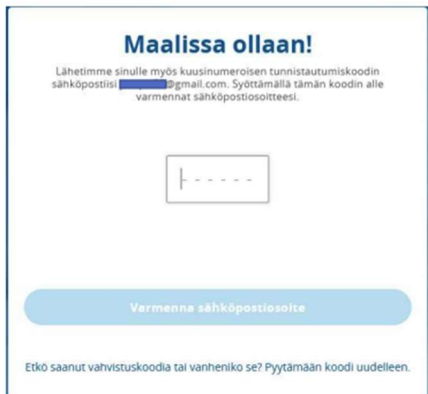 Maalissa ollaan!
Lähetimme sinulle myös kuusinumeroisen tunnistautumiskoodin
sähköpostiisi @gmail.com. Syöttämällä tämän koodin alle
varmennat sähköpostiosoitteesi.
- - - - - -
Varmenna sähköpostiosoite
Etkö saanut vahvistuskoodia tai vanheniko se? Pyytämään koodi uudelleen.